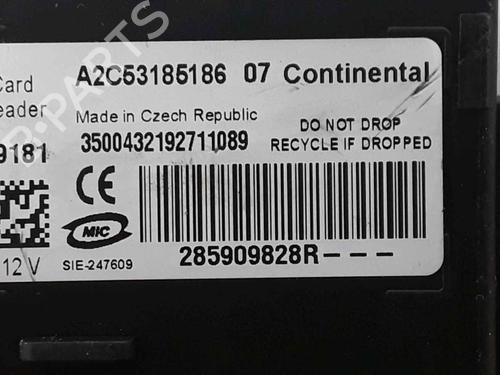 Card A2C53185186 07 Continental
eader Made in Czech Republic
9181 3500432192711089
DO NOT DROP
RECYCLE IF DROPPED
CE
MiC
12 V SIE-247609
285909828R---
PARTS